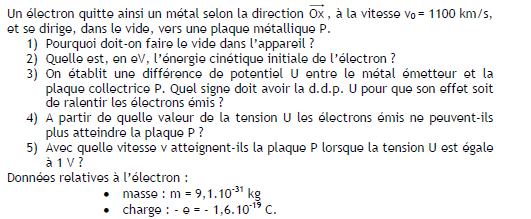 Un électron quitte ainsi un métal selon la direction Ox , à la vitesse v₀ = 1100 km/s,
et se dirige, dans le vide, vers une plaque métallique P.
1) Pourquoi doit-on faire le vide dans l'appareil ?
2) Quelle est, en eV, l'énergie cinétique initiale de l'électron ?
3) On établit une différence de potentiel U entre le métal émetteur et la
plaque collectrice P. Quel signe doit avoir la d.d.p. U pour que son effet soit
de ralentir les électrons émis ?
4) A partir de quelle valeur de la tension U les électrons émis ne peuvent-ils
plus atteindre la plaque P ?
5) Avec quelle vitesse v atteignent-ils la plaque P lorsque la tension U est égale
à 1 V ?
Données relatives à l'électron :
• masse : m = 9,1.10⁻³¹ kg
• charge : - e = - 1,6.10⁻¹⁹ C.